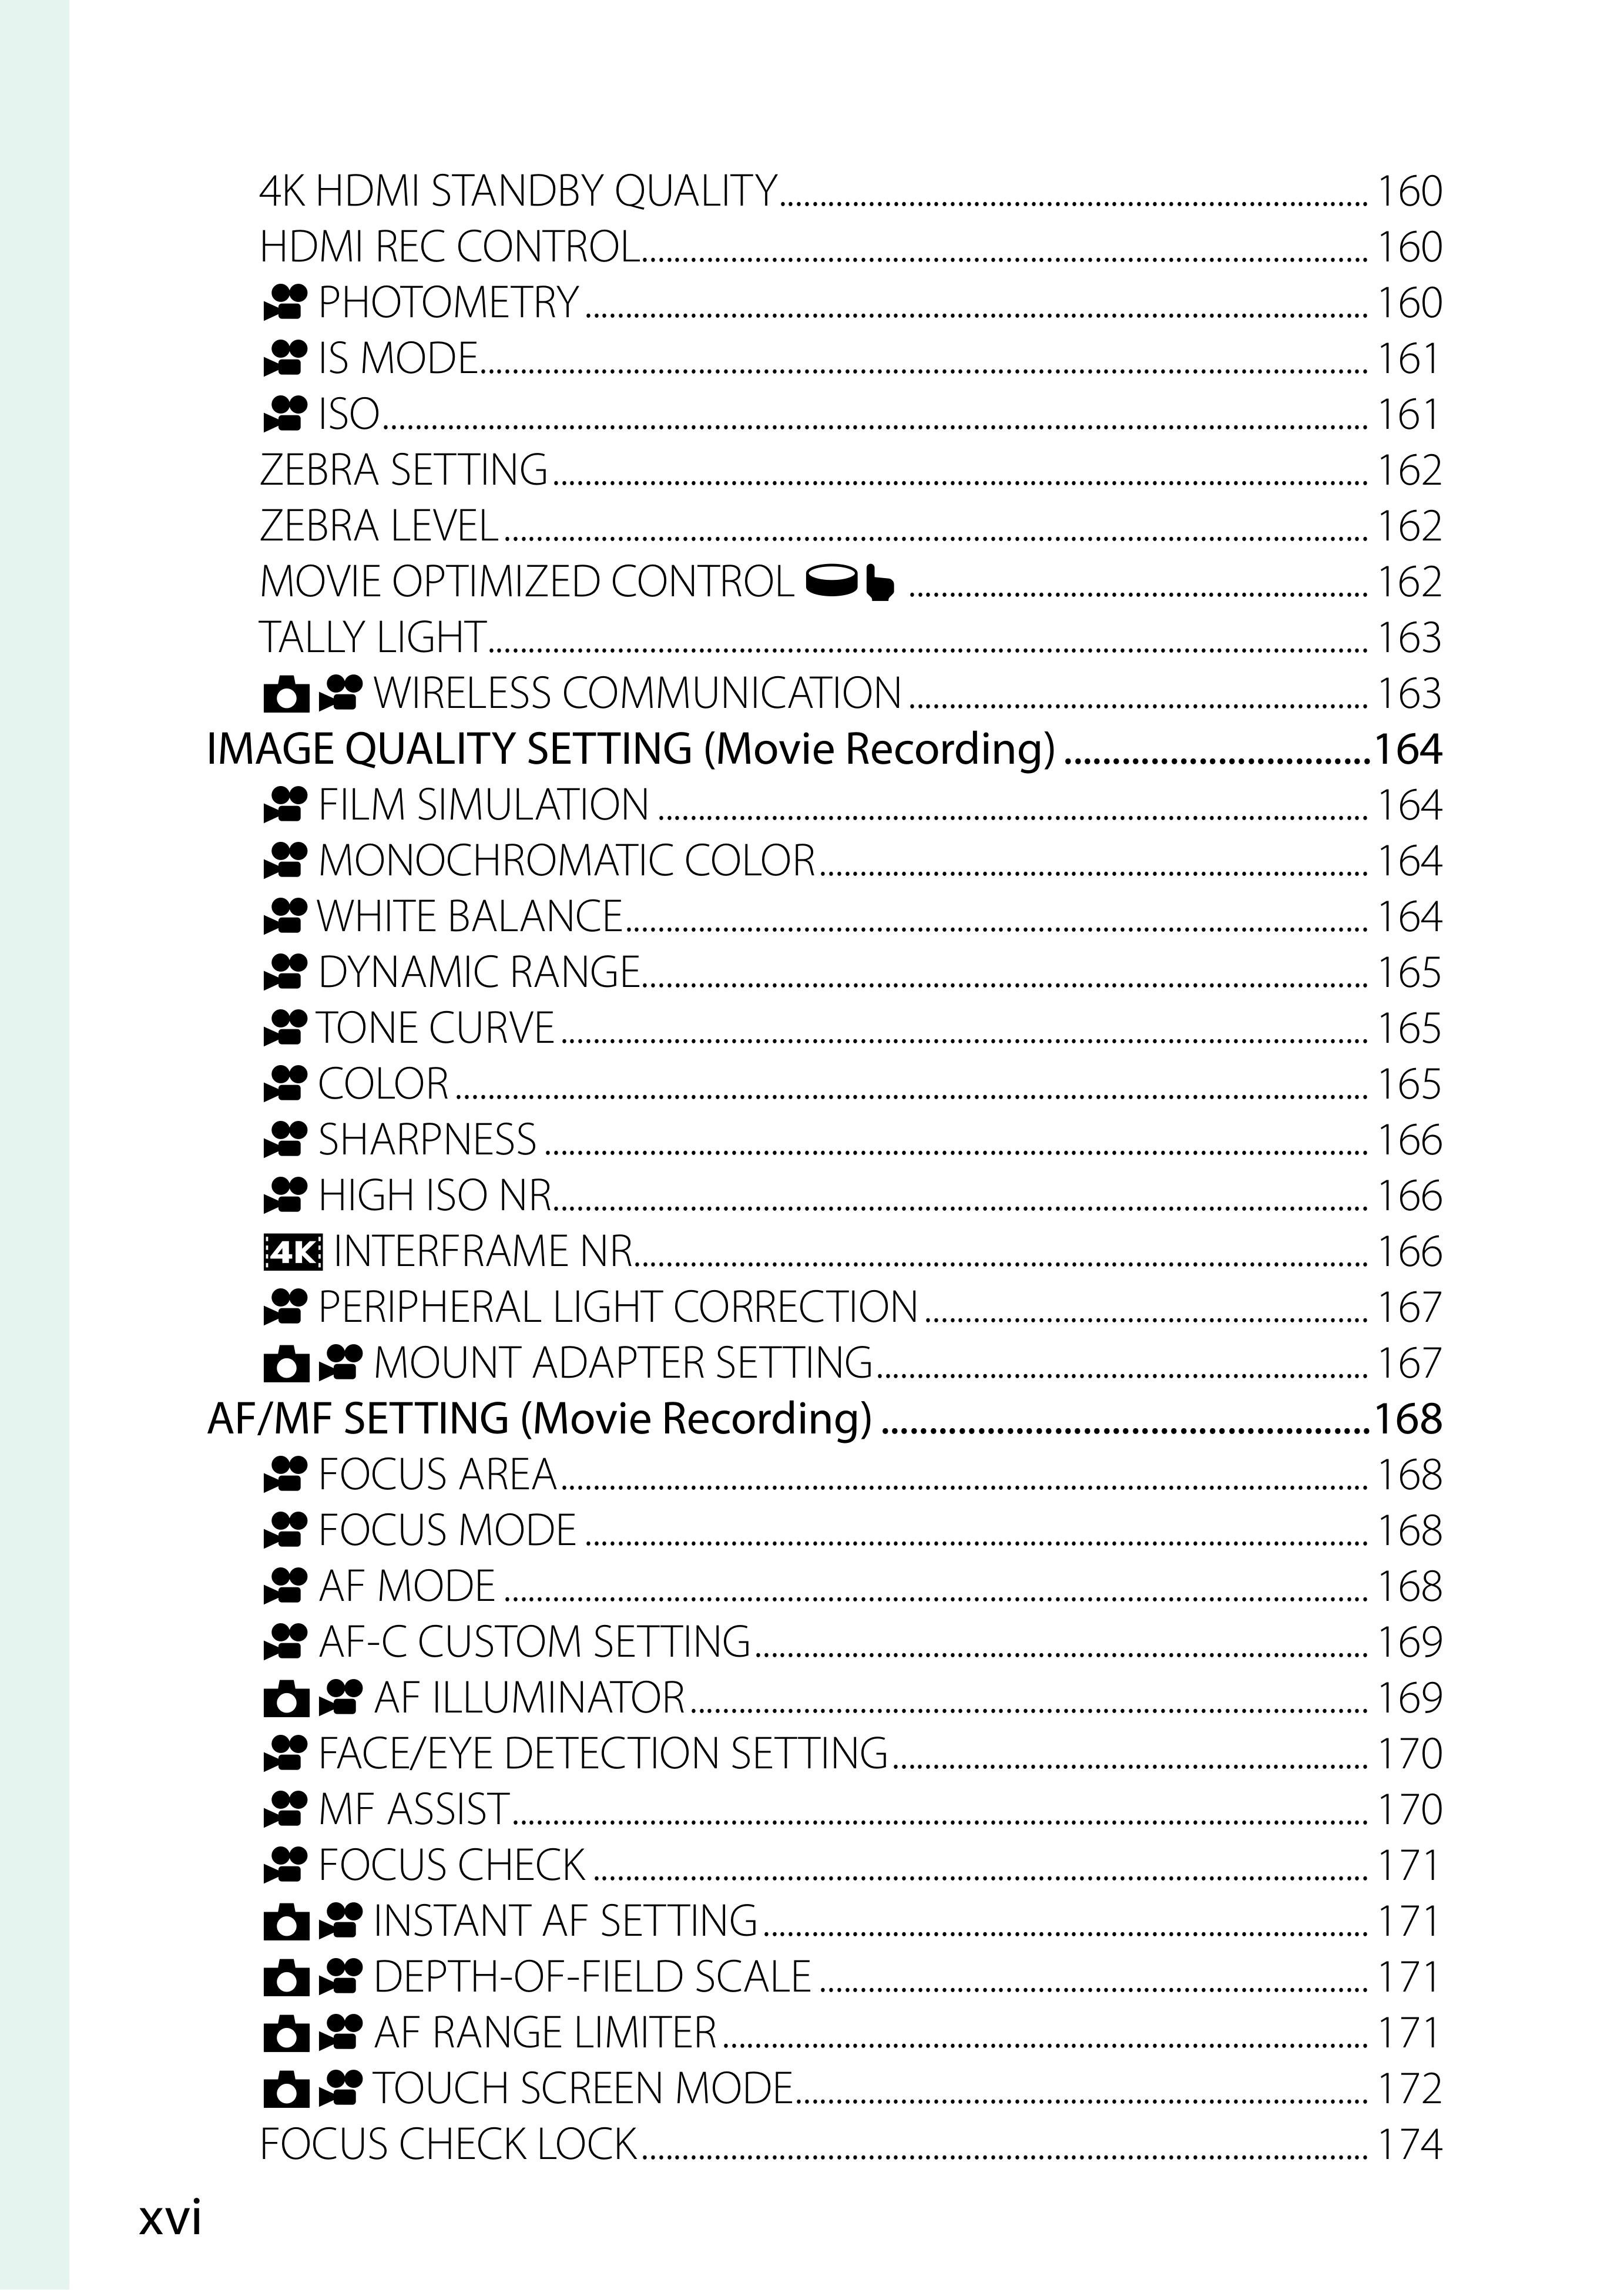 4K HDMI STANDBY QUALITY.......................................................................... 160
HDMI REC CONTROL........................................................................................... 160
PHOTOMETRY.................................................................................................. 160
IS MODE.............................................................................................................. 161
ISO.......................................................................................................................... 161
ZEBRA SETTING...................................................................................................... 162
ZEBRA LEVEL............................................................................................................ 162
MOVIE OPTIMIZED CONTROL ......................................................... 162
TALLY LIGHT.............................................................................................................. 163
WIRELESS COMMUNICATION......................................................... 163
IMAGE QUALITY SETTING (Movie Recording) ................................164
FILM SIMULATION ........................................................................................ 164
MONOCHROMATIC COLOR.................................................................... 164
WHITE BALANCE............................................................................................ 164
DYNAMIC RANGE.......................................................................................... 165
TONE CURVE.................................................................................................... 165
COLOR ................................................................................................................. 165
SHARPNESS ...................................................................................................... 166
HIGH ISO NR..................................................................................................... 166
4K INTERFRAME NR........................................................................................... 166
PERIPHERAL LIGHT CORRECTION....................................................... 167
MOUNT ADAPTER SETTING............................................................. 167
AF/MF SETTING (Movie Recording) ...................................................168
FOCUS AREA.................................................................................................... 168
FOCUS MODE ................................................................................................. 168
AF MODE ........................................................................................................... 168
AF-C CUSTOM SETTING............................................................................ 169
AF ILLUMINATOR.................................................................................... 169
FACE/EYE DETECTION SETTING........................................................... 170
MF ASSIST.......................................................................................................... 170
FOCUS CHECK ................................................................................................ 171
INSTANT AF SETTING........................................................................... 171
DEPTH-OF-FIELD SCALE .................................................................... 171
AF RANGE LIMITER................................................................................ 171
TOUCH SCREEN MODE....................................................................... 172
FOCUS CHECK LOCK........................................................................................... 174
xvi